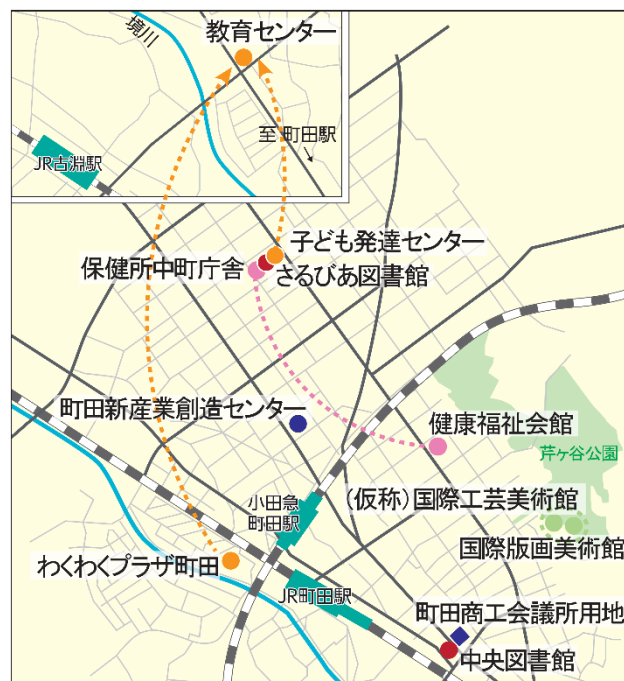 教育センター
境川
至 町田駅
JR古淵駅
子ども発達センター
保健所中町庁舎
さるびあ図書館
町田新産業創造センター
健康福祉会館
芹ヶ谷公園
小田急
町田駅
(仮称)国際工芸美術館
国際版画美術館
わくわくプラザ町田
JR町田駅
町田商工会議所用地
中央図書館